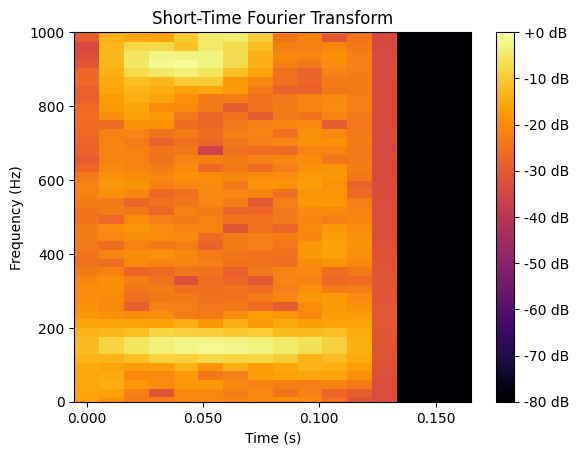 Short-Time Fourier Transform
Frequency (Hz)
1000
800
600
400
200
0
0.000
0.050
0.100
0.150
Time (s)
+0 dB
-10 dB
-20 dB
-30 dB
-40 dB
-50 dB
-60 dB
-70 dB
-80 dB